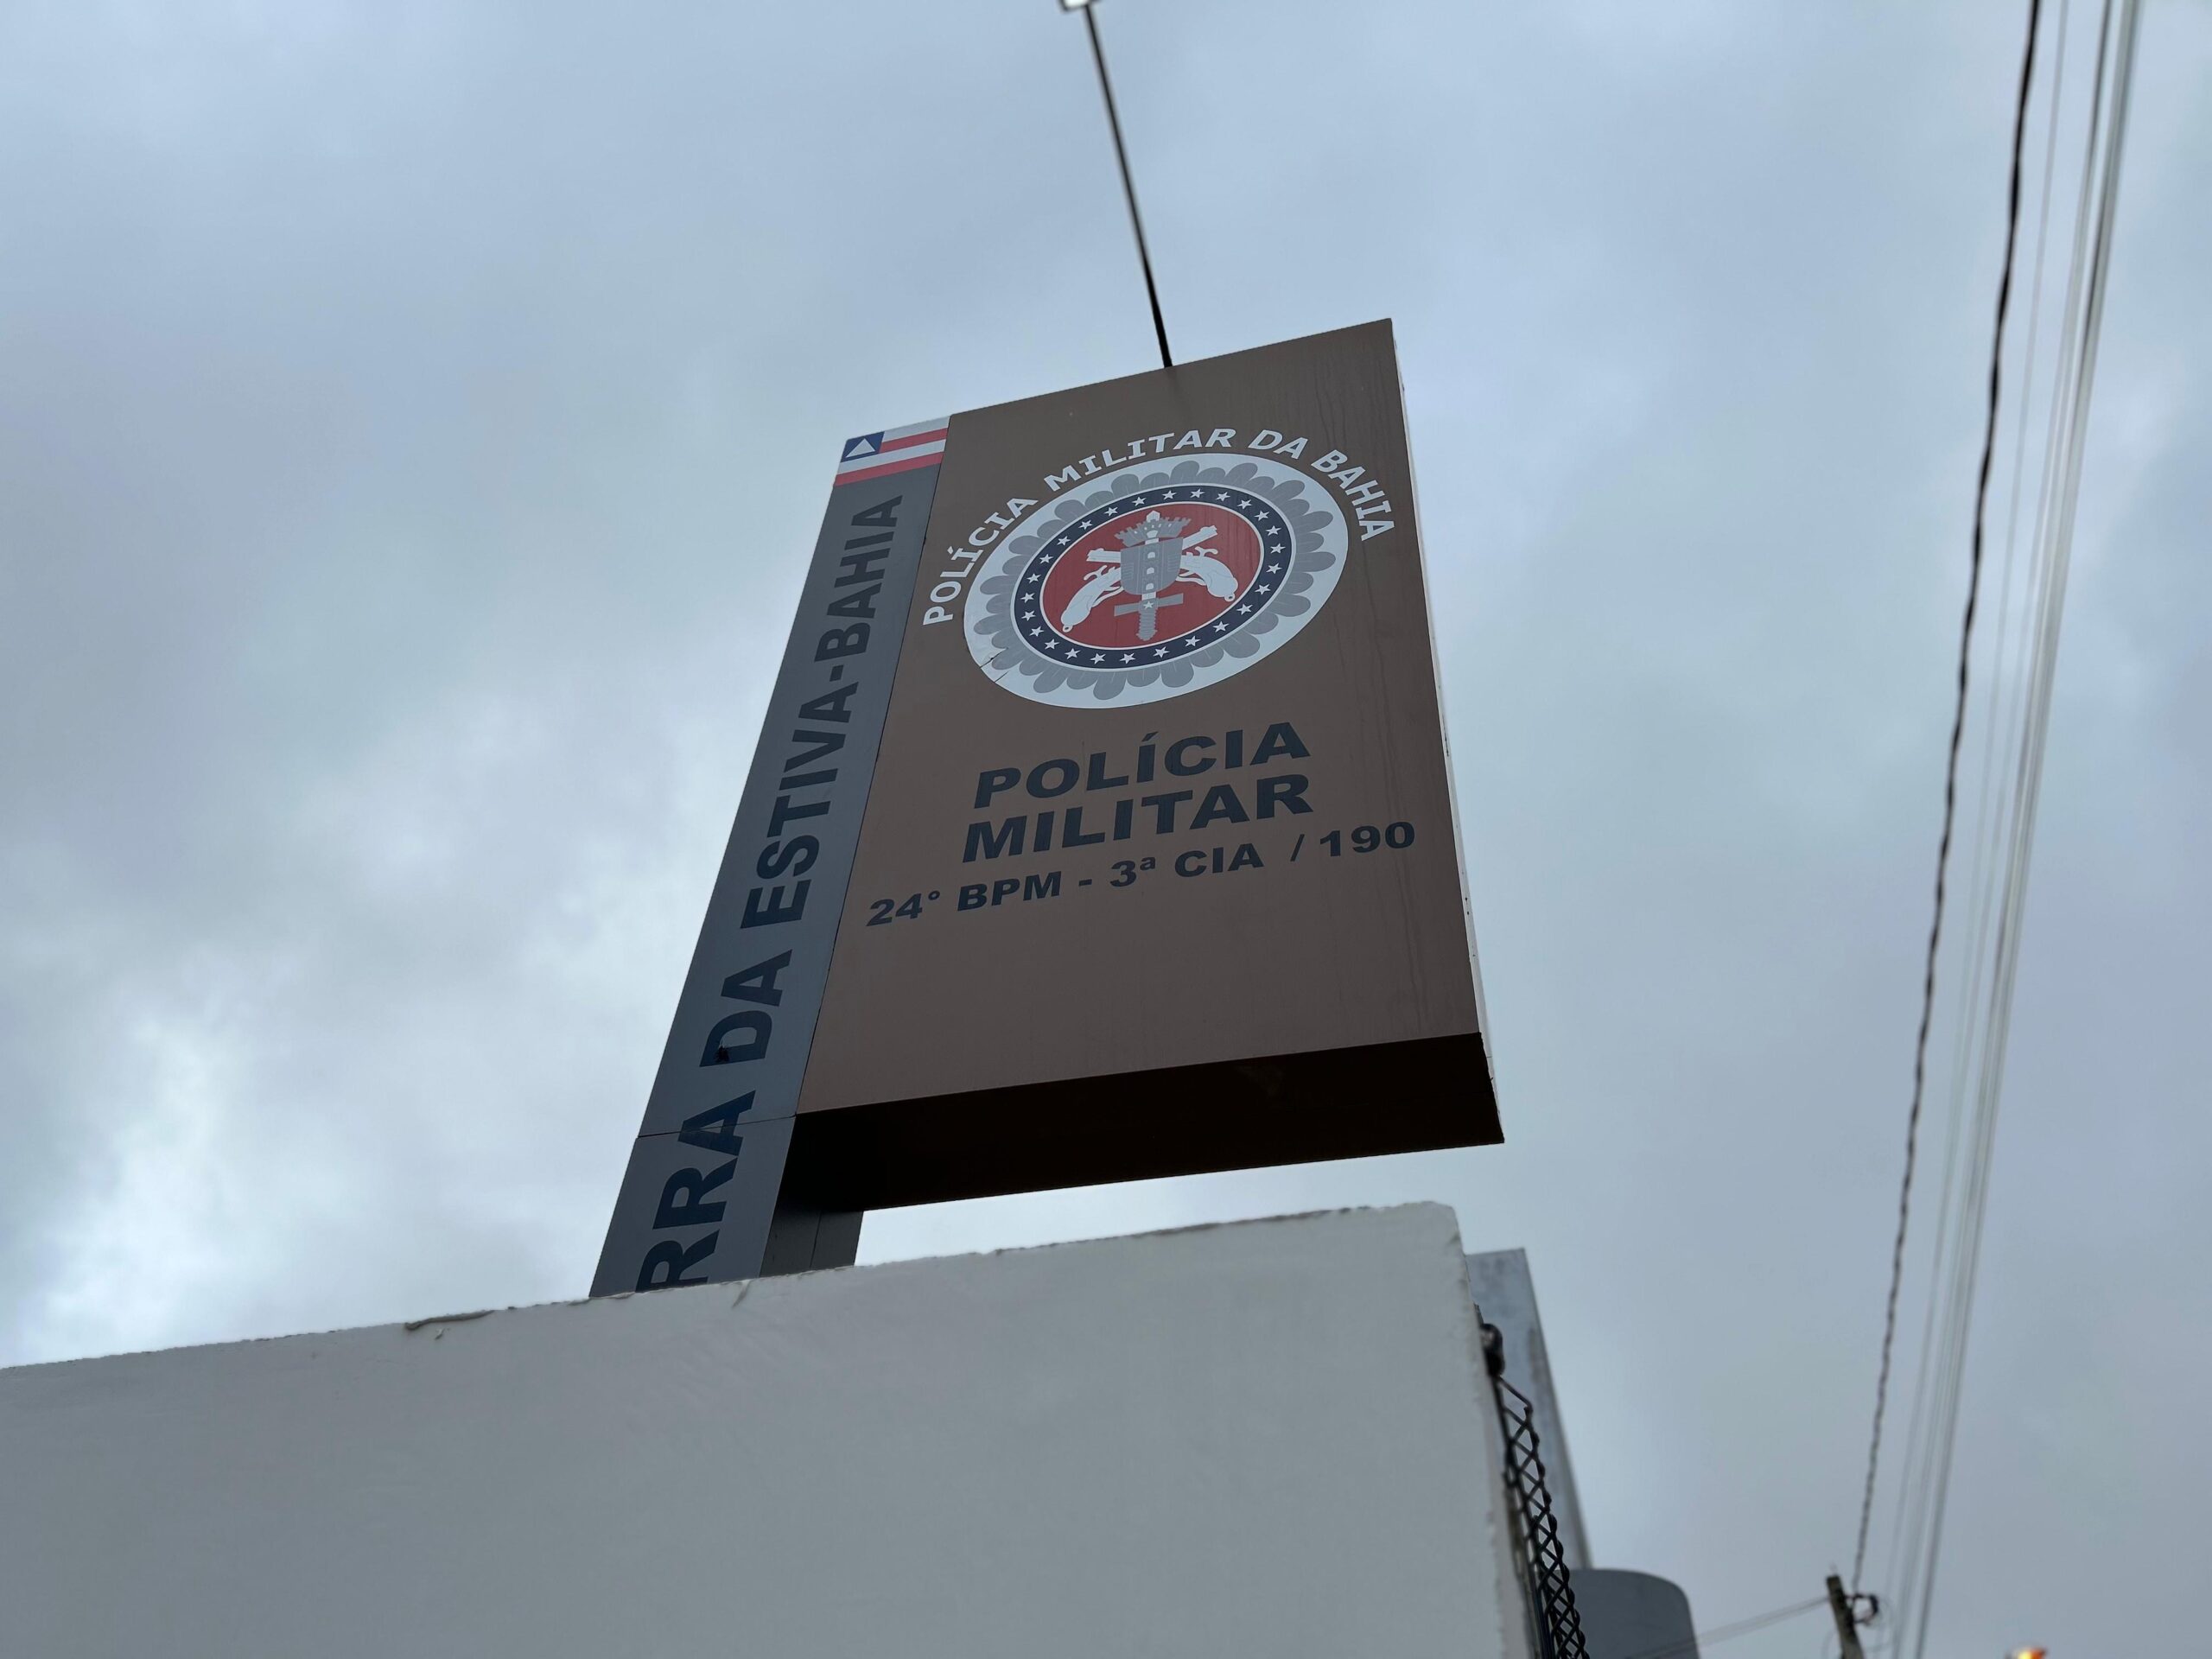 POLÍCIA MILITAR DA BAHIA
POLÍCIA
MILITAR
24° BPM - 3ª CIA / 190
RRA DA ESTIVA-BAHIA